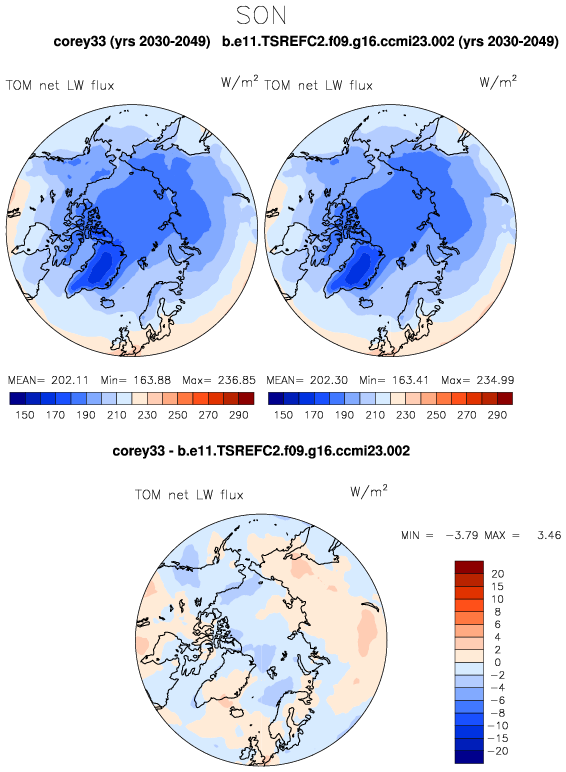 SON
corey33 (yrs 2030-2049) b.e11.TSREFC2.f09.g16.ccmi23.002 (yrs 2030-2049)
TOM net LW flux W/m² TOM net LW flux W/m²
MEAN= 202.11 Min= 163.88 Max= 236.85 MEAN= 202.30 Min= 163.41 Max= 234.99
150 170 190 210 230 250 270 290 150 170 190 210 230 250 270 290
corey33 - b.e11.TSREFC2.f09.g16.ccmi23.002
TOM net LW flux W/m²
MIN = −3.79 MAX = 3.46
20
15
10
8
6
4
2
0
−2
−4
−6
−8
−10
−15
−20